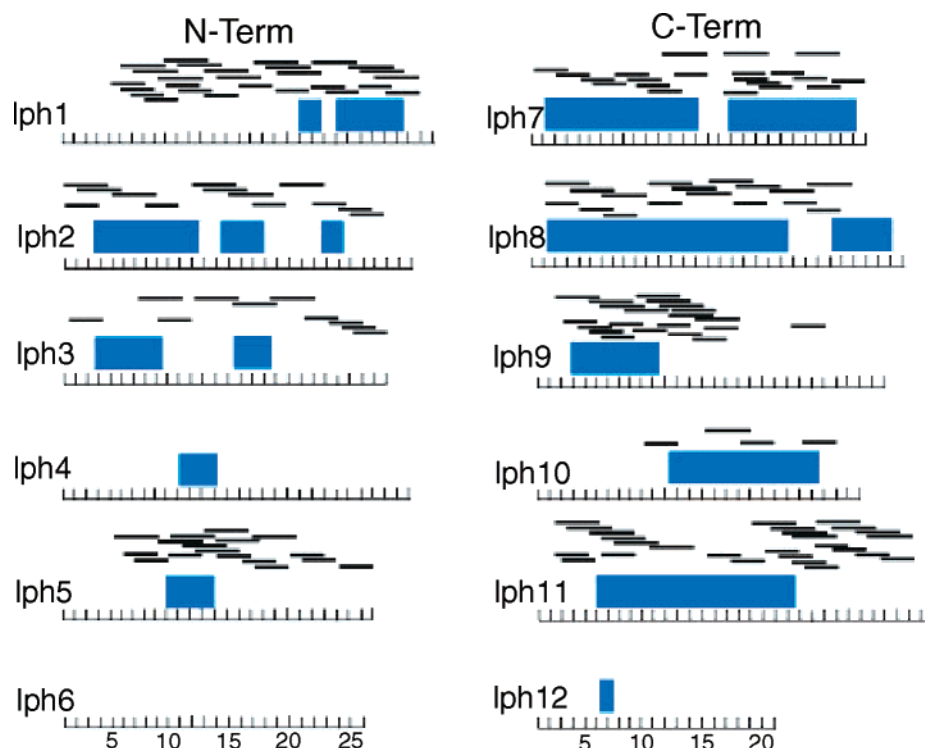 N-Term C-Term
lph1 lph7
lph2 lph8
lph3 lph9
lph4 lph10
lph5 lph11
lph6 lph12
5 10 15 20 25 5 10 15 20